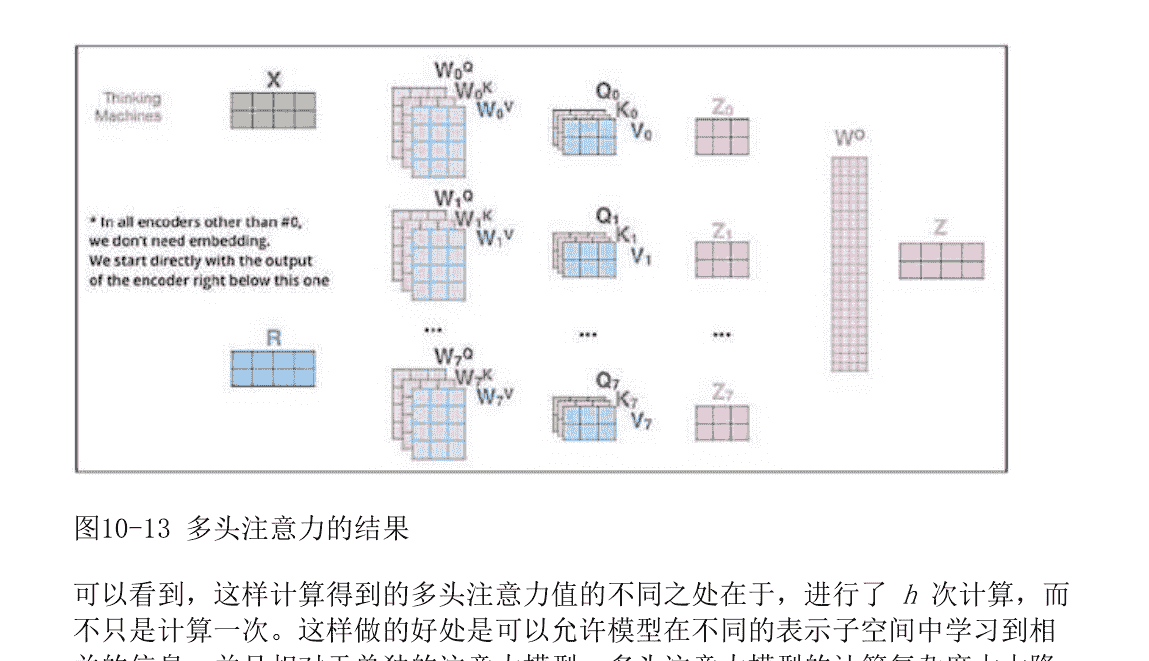 Thinking
Machines
X
W₀Q
W₀K
W₀V
Q₀
K₀
V₀
Z₀
WO
* In all encoders other than #0,
we don't need embedding.
We start directly with the output
of the encoder right below this one
W₁Q
W₁K
W₁V
Q₁
K₁
V₁
Z₁
Z
...
...
...
R
W₇Q
W₇K
W₇V
Q₇
K₇
V₇
Z₇
图10-13 多头注意力的结果
可以看到，这样计算得到的多头注意力值的不同之处在于，进行了 h 次计算，而
不只是计算一次。这样做的好处是可以允许模型在不同的表示子空间中学习到相